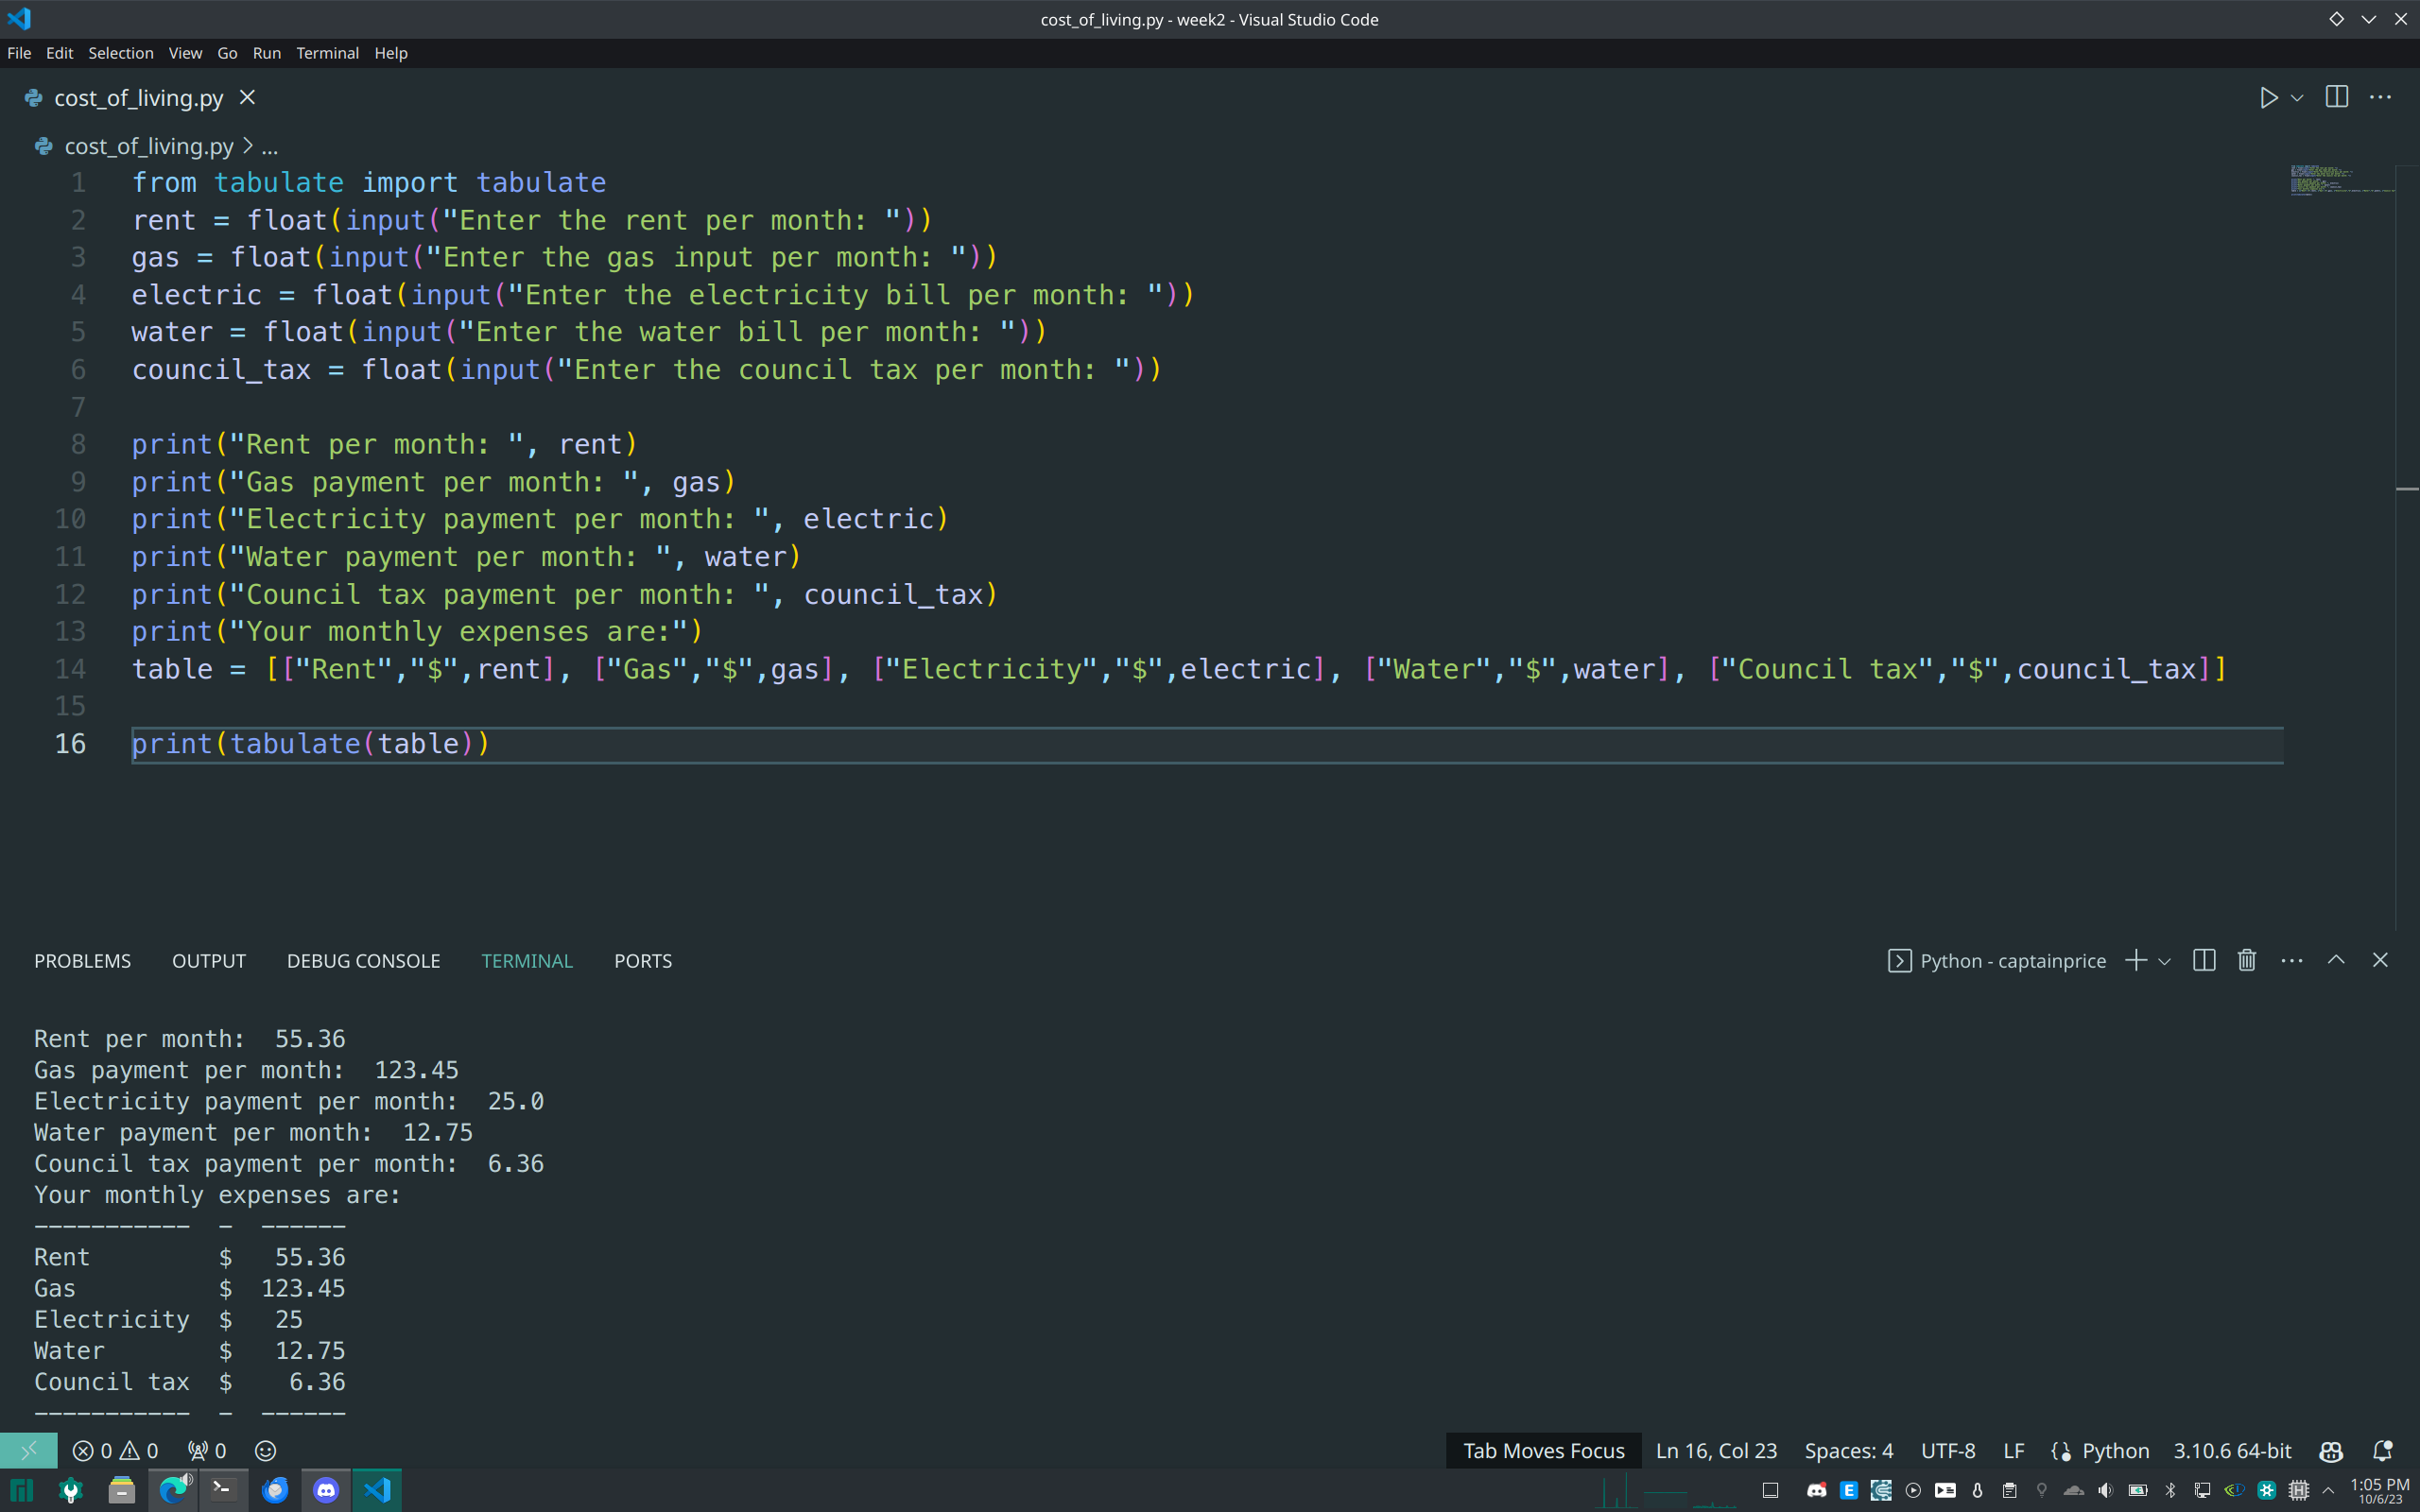 cost_of_living.py - week2 - Visual Studio Code
File Edit Selection View Go Run Terminal Help
cost_of_living.py
cost_of_living.py > ...
1 from tabulate import tabulate
2 rent = float(input("Enter the rent per month: "))
3 gas = float(input("Enter the gas input per month: "))
4 electric = float(input("Enter the electricity bill per month: "))
5 water = float(input("Enter the water bill per month: "))
6 council_tax = float(input("Enter the council tax per month: "))
7
8 print("Rent per month: ", rent)
9 print("Gas payment per month: ", gas)
10 print("Electricity payment per month: ", electric)
11 print("Water payment per month: ", water)
12 print("Council tax payment per month: ", council_tax)
13 print("Your monthly expenses are:")
14 table = [["Rent","$",rent], ["Gas","$",gas], ["Electricity","$",electric], ["Water","$",water], ["Council tax","$",council_tax]]
15
16 print(tabulate(table))
PROBLEMS OUTPUT DEBUG CONSOLE TERMINAL PORTS Python - captainprice
Rent per month:  55.36
Gas payment per month:  123.45
Electricity payment per month:  25.0
Water payment per month:  12.75
Council tax payment per month:  6.36
Your monthly expenses are:
-----------  -  ------
Rent         $   55.36
Gas          $  123.45
Electricity  $   25
Water        $   12.75
Council tax  $    6.36
-----------  -  ------
0 0 0 Tab Moves Focus Ln 16, Col 23 Spaces: 4 UTF-8 LF Python 3.10.6 64-bit
1:05 PM
10/6/23